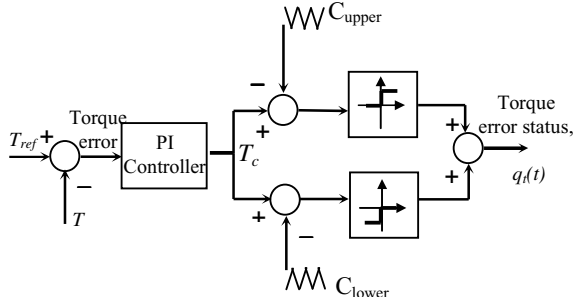 C_upper
−
+
Torque
error
T_ref +
−
T
PI
Controller
T_c
+
−
C_lower
+
+
Torque
error status,
q_t(t)